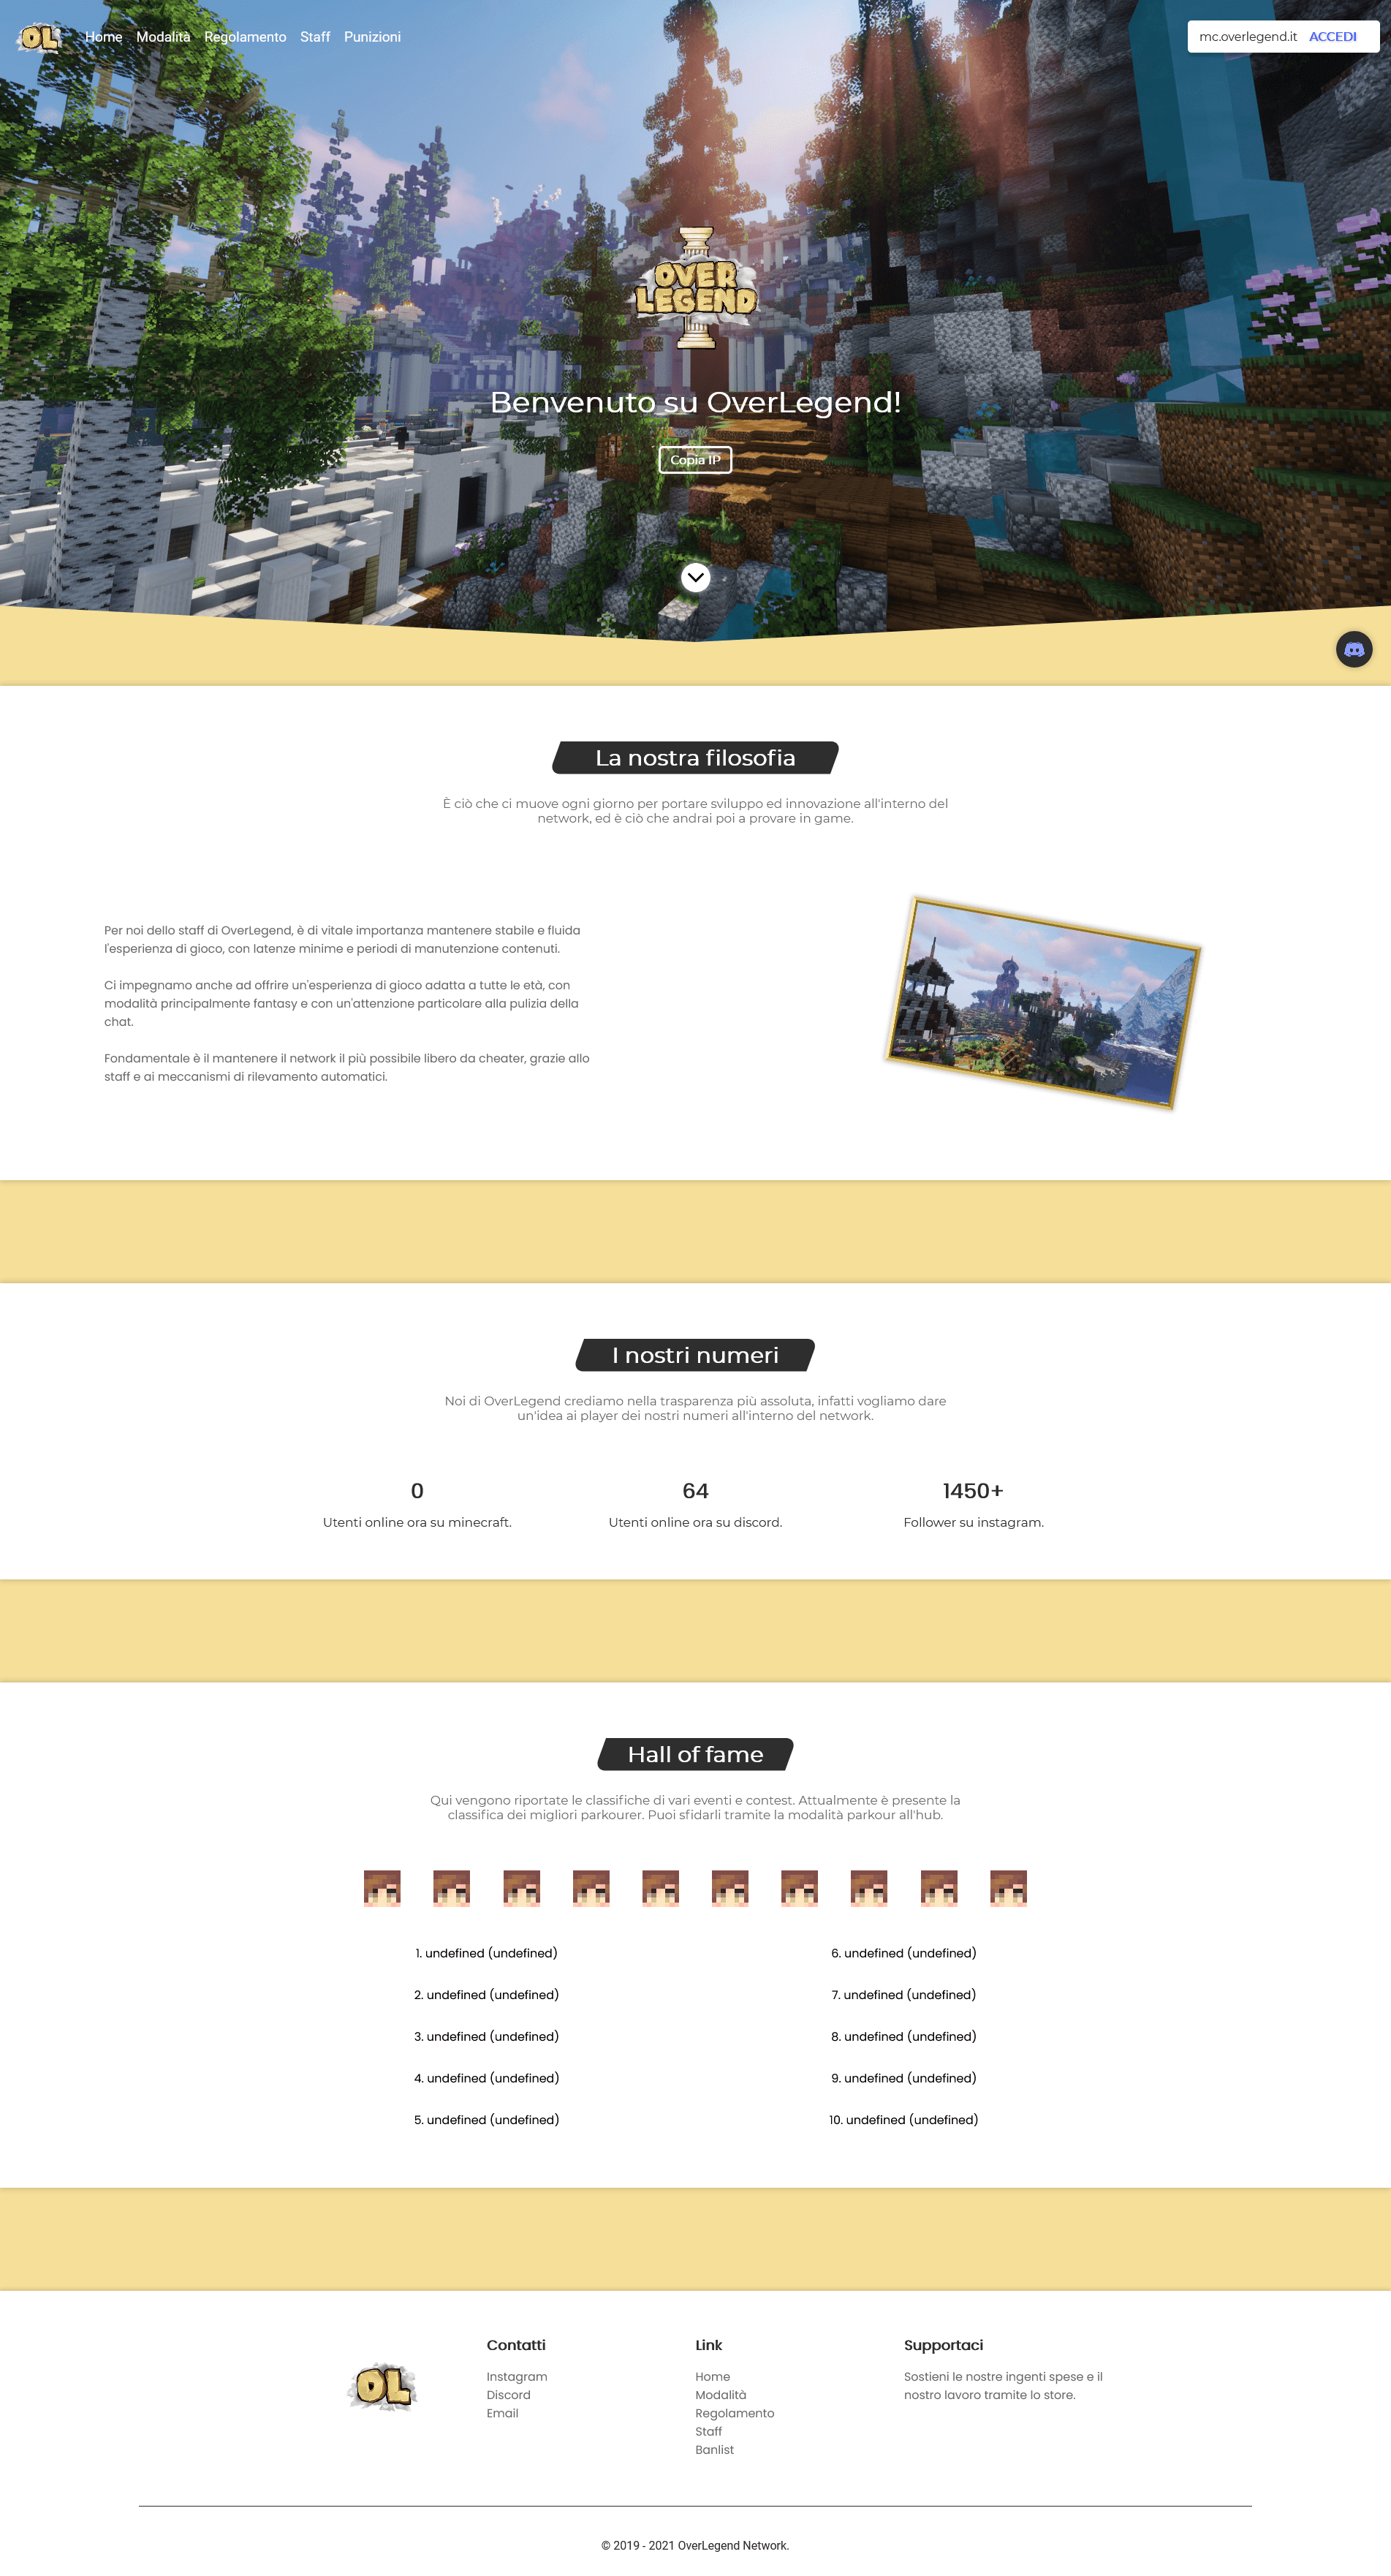 OL
Home
Modalità
Regolamento
Staff
Punizioni
mc.overlegend.it
ACCEDI
OVER
LEGEND
Benvenuto su OverLegend!
Copia IP
La nostra filosofia
È ciò che ci muove ogni giorno per portare sviluppo ed innovazione all'interno del
network, ed è ciò che andrai poi a provare in game.
Per noi dello staff di OverLegend, è di vitale importanza mantenere stabile e fluida
l'esperienza di gioco, con latenze minime e periodi di manutenzione contenuti.
Ci impegnamo anche ad offrire un'esperienza di gioco adatta a tutte le età, con
modalità principalmente fantasy e con un'attenzione particolare alla pulizia della
chat.
Fondamentale è il mantenere il network il più possibile libero da cheater, grazie allo
staff e ai meccanismi di rilevamento automatici.
I nostri numeri
Noi di OverLegend crediamo nella trasparenza più assoluta, infatti vogliamo dare
un'idea ai player dei nostri numeri all'interno del network.
0
Utenti online ora su minecraft.
64
Utenti online ora su discord.
1450+
Follower su instagram.
Hall of fame
Qui vengono riportate le classifiche di vari eventi e contest. Attualmente è presente la
classifica dei migliori parkourer. Puoi sfidarli tramite la modalità parkour all'hub.
1. undefined (undefined)
2. undefined (undefined)
3. undefined (undefined)
4. undefined (undefined)
5. undefined (undefined)
6. undefined (undefined)
7. undefined (undefined)
8. undefined (undefined)
9. undefined (undefined)
10. undefined (undefined)
OL
Contatti
Instagram
Discord
Email
Link
Home
Modalità
Regolamento
Staff
Banlist
Supportaci
Sostieni le nostre ingenti spese e il
nostro lavoro tramite lo store.
© 2019 - 2021 OverLegend Network.